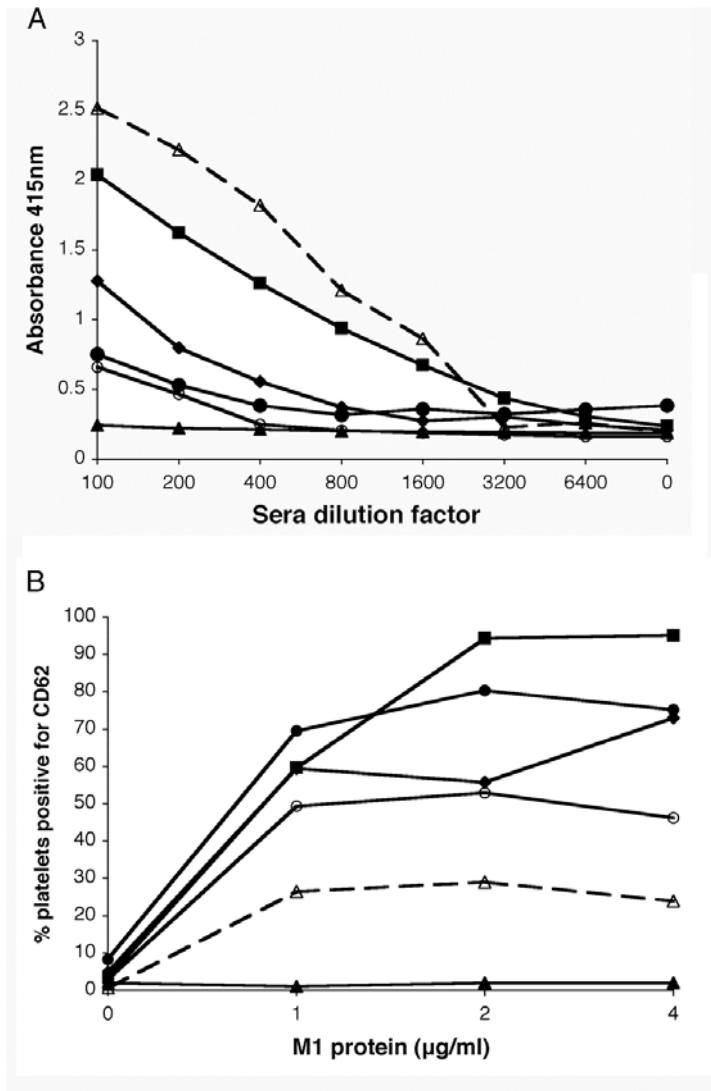 A
3
2.5
2
1.5
1
0.5
0
Absorbance 415nm
100 200 400 800 1600 3200 6400 0
Sera dilution factor
B
100
90
80
70
60
50
40
30
20
10
0
% platelets positive for CD62
0 1 2 4
M1 protein (μg/ml)